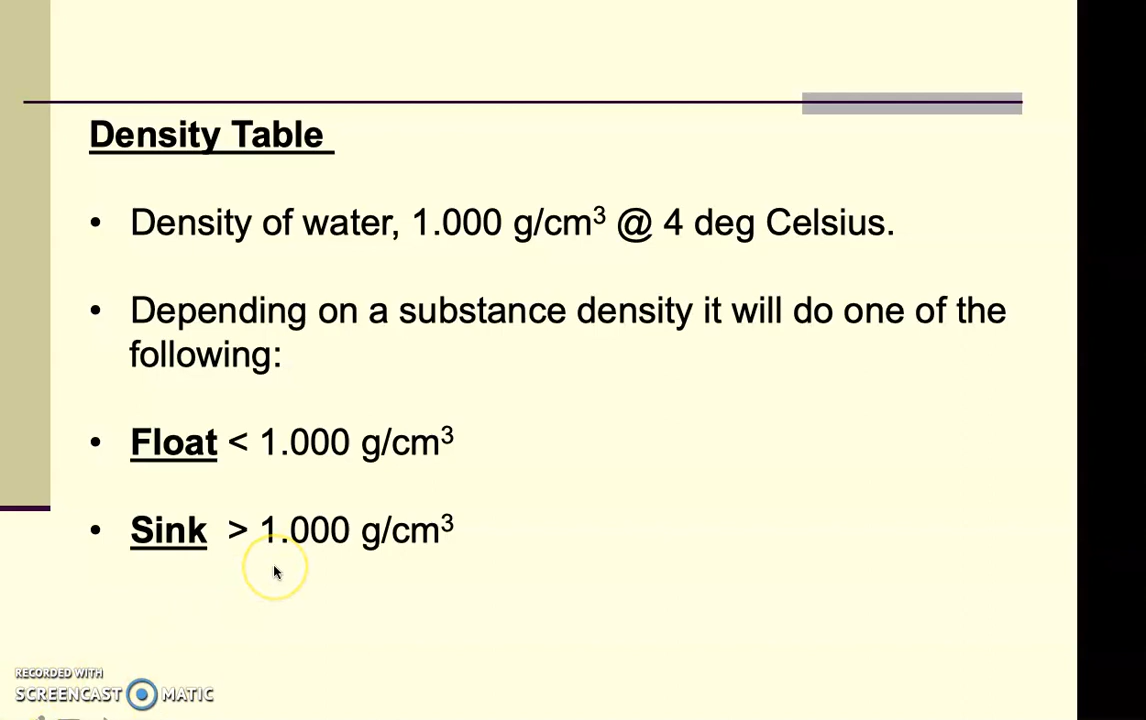 Density Table
• Density of water, 1.000 g/cm³ @ 4 deg Celsius.
• Depending on a substance density it will do one of the
following:
• Float < 1.000 g/cm³
• Sink > 1.000 g/cm³
RECORDED WITH
SCREENCAST MATIC